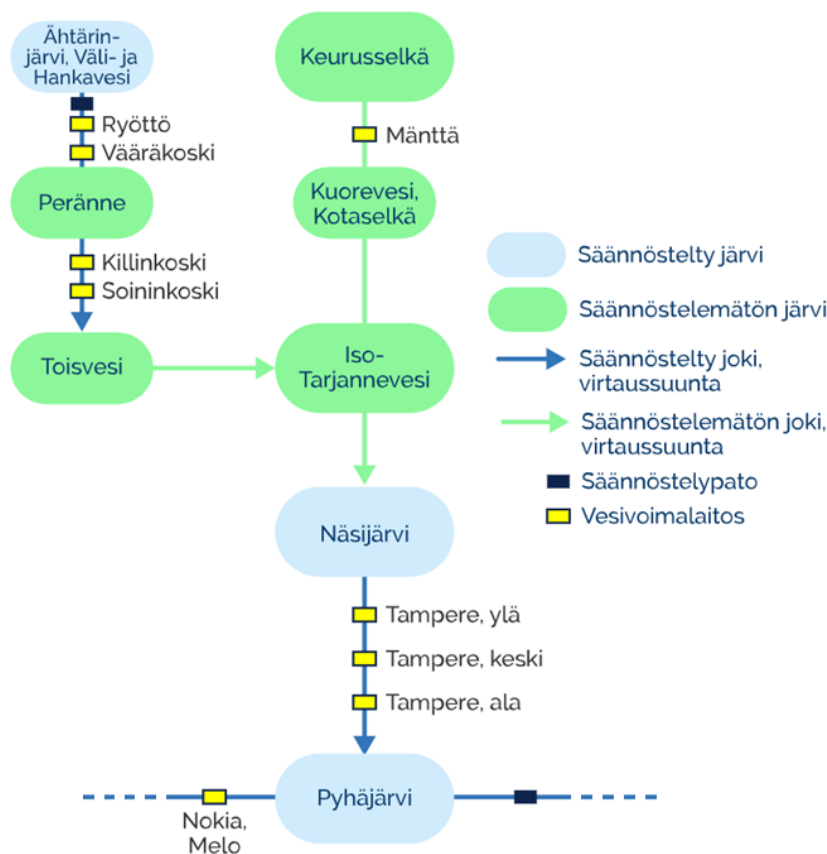 Ähtärin-
järvi, Väli- ja
Hankavesi
Ryöttö
Vääräkoski
Peränne
Killinkoski
Soininkoski
Toisvesi
Keurusselkä
Mänttä
Kuorevesi,
Kotaselkä
Iso-
Tarjannevesi
Näsijärvi
Tampere, ylä
Tampere, keski
Tampere, ala
Pyhäjärvi
Nokia,
Melo
Säännöstelty järvi
Säännöstelemätön järvi
Säännöstelty joki,
virtaussuunta
Säännöstelemätön joki,
virtaussuunta
Säännöstelypato
Vesivoimalaitos